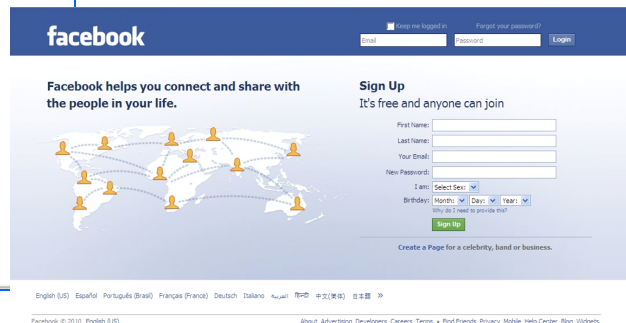 facebook
Keep me logged in Forgot your password?
Email Password Login
Facebook helps you connect and share with
the people in your life.
Sign Up
It's free and anyone can join
First Name:
Last Name:
Your Email:
New Password:
I am: Select Sex:
Birthday: Month: Day: Year:
Why do I need to provide this?
Sign Up
Create a Page for a celebrity, band or business.
English (US) Español Português (Brasil) Français (France) Deutsch Italiano العربية हिन्दी 中文(简体) 日本語 »
Facebook © 2010 English (US)
About Advertising Developers Careers Terms • Find Friends Privacy Mobile Help Center Blog Widgets